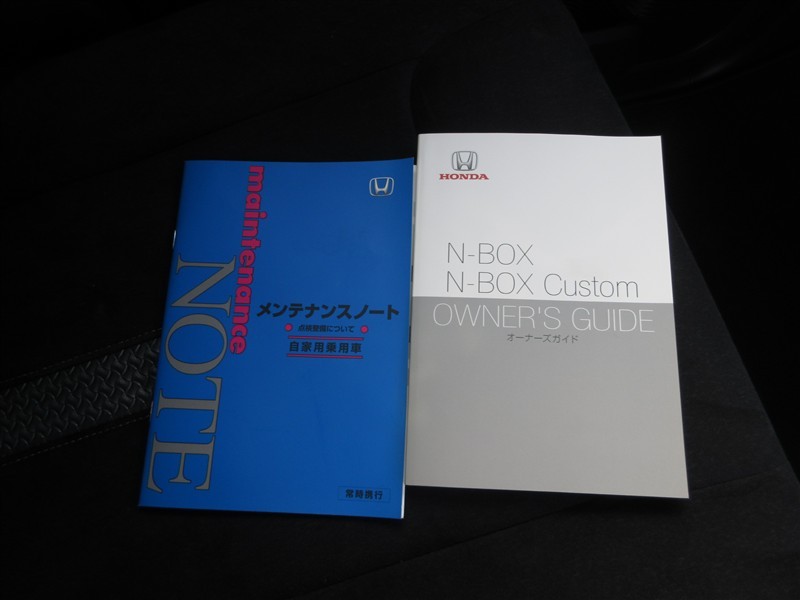 maintenance
NOTE
メンテナンスノート
点検整備について
自家用乗用車
常時携行
HONDA
N-BOX
N-BOX Custom
OWNER'S GUIDE
オーナーズガイド